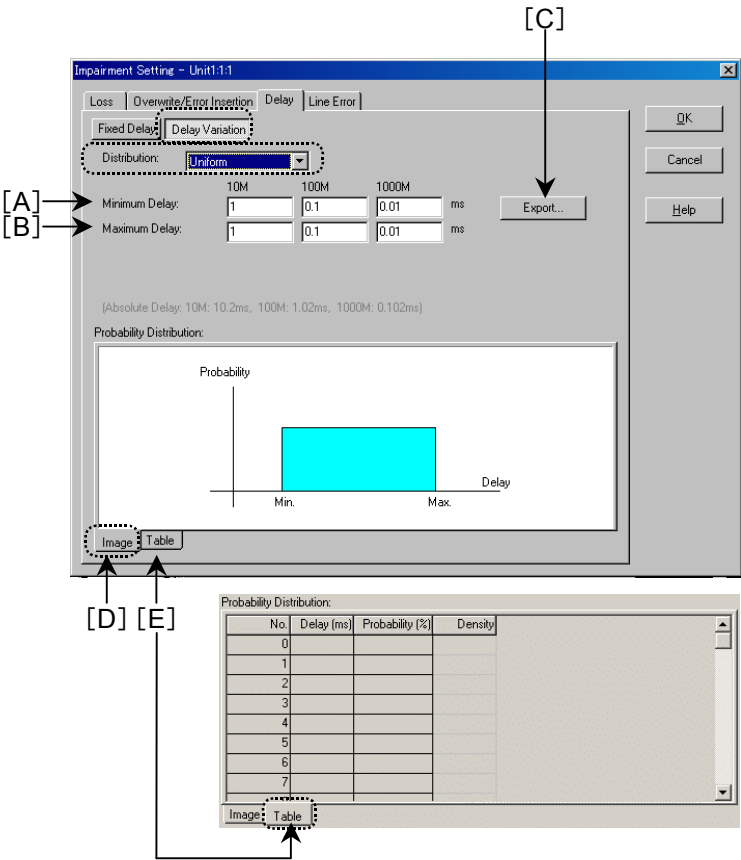 [C]
Impairment Setting - Unit1:1:1
Loss Overwrite/Error Insertion Delay Line Error
Fixed Delay Delay Variation
OK
Distribution: Uniform
Cancel
10M 100M 1000M
[A] Minimum Delay: 1 0.1 0.01 ms Export... Help
[B] Maximum Delay: 1 0.1 0.01 ms
(Absolute Delay: 10M: 10.2ms, 100M: 1.02ms, 1000M: 0.102ms)
Probability Distribution:
Probability
Delay
Min. Max.
Image Table
[D] [E]
Probability Distribution:
No. Delay (ms) Probability (%) Density
0
1
2
3
4
5
6
7
Image Table